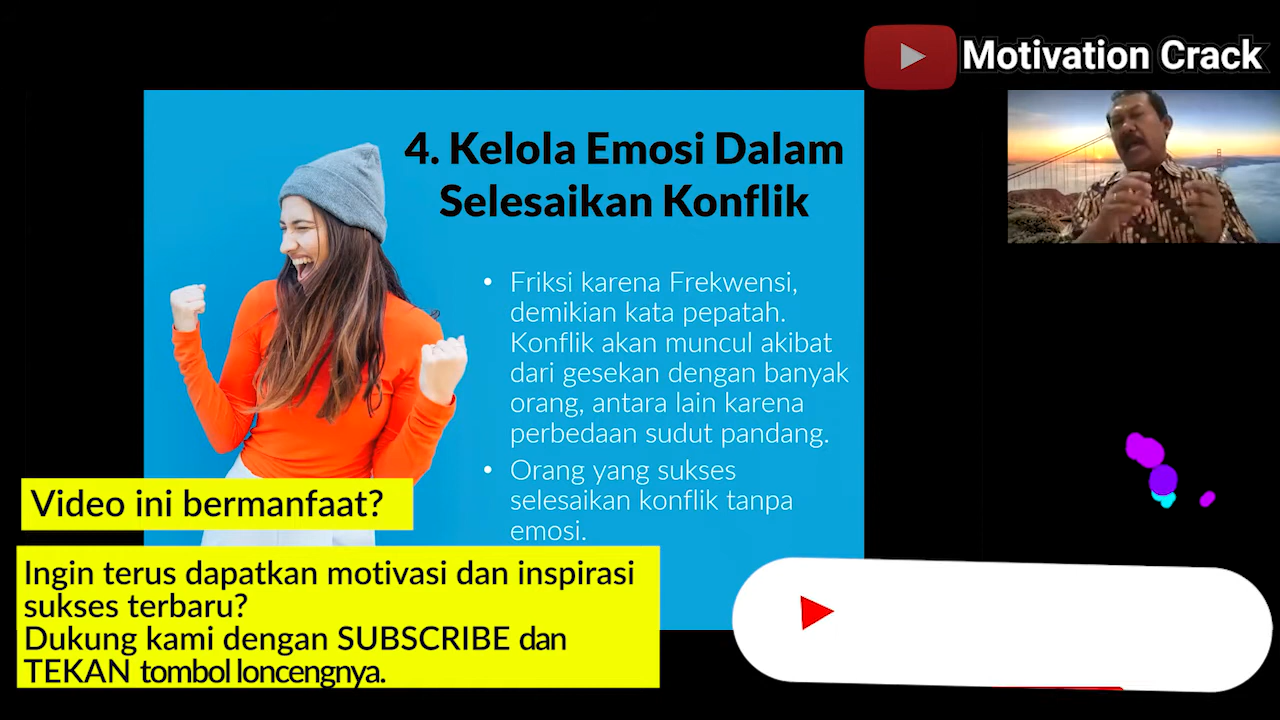 Motivation Crack
4. Kelola Emosi Dalam
Selesaikan Konflik
• Friksi karena Frekwensi,
demikian kata pepatah.
Konflik akan muncul akibat
dari gesekan dengan banyak
orang, antara lain karena
perbedaan sudut pandang.
• Orang yang sukses
selesaikan konflik tanpa
emosi.
Video ini bermanfaat?
Ingin terus dapatkan motivasi dan inspirasi
sukses terbaru?
Dukung kami dengan SUBSCRIBE dan
TEKAN tombol loncengnya.